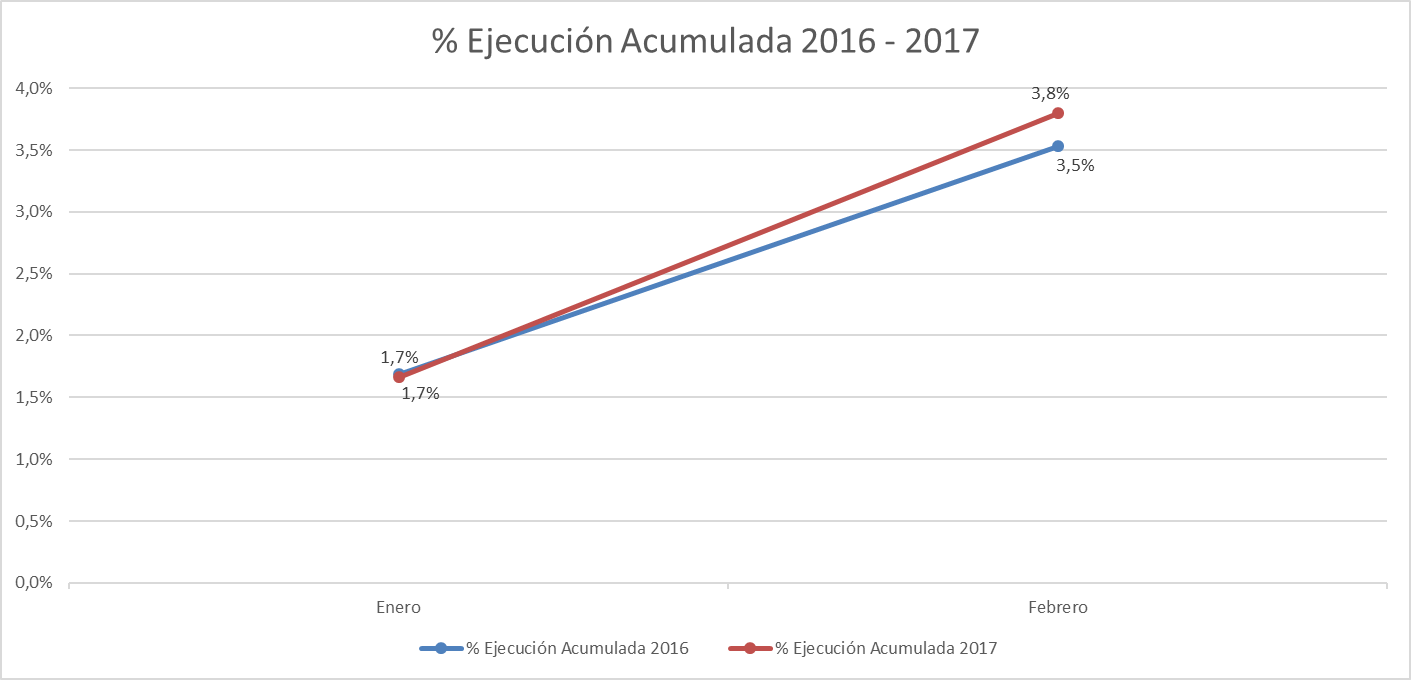 % Ejecución Acumulada 2016 - 2017
4,0%
3,8%
3,5%
3,5%
3,0%
2,5%
2,0%
1,7%
1,7%
1,5%
1,0%
0,5%
0,0%
Enero
Febrero
% Ejecución Acumulada 2016
% Ejecución Acumulada 2017